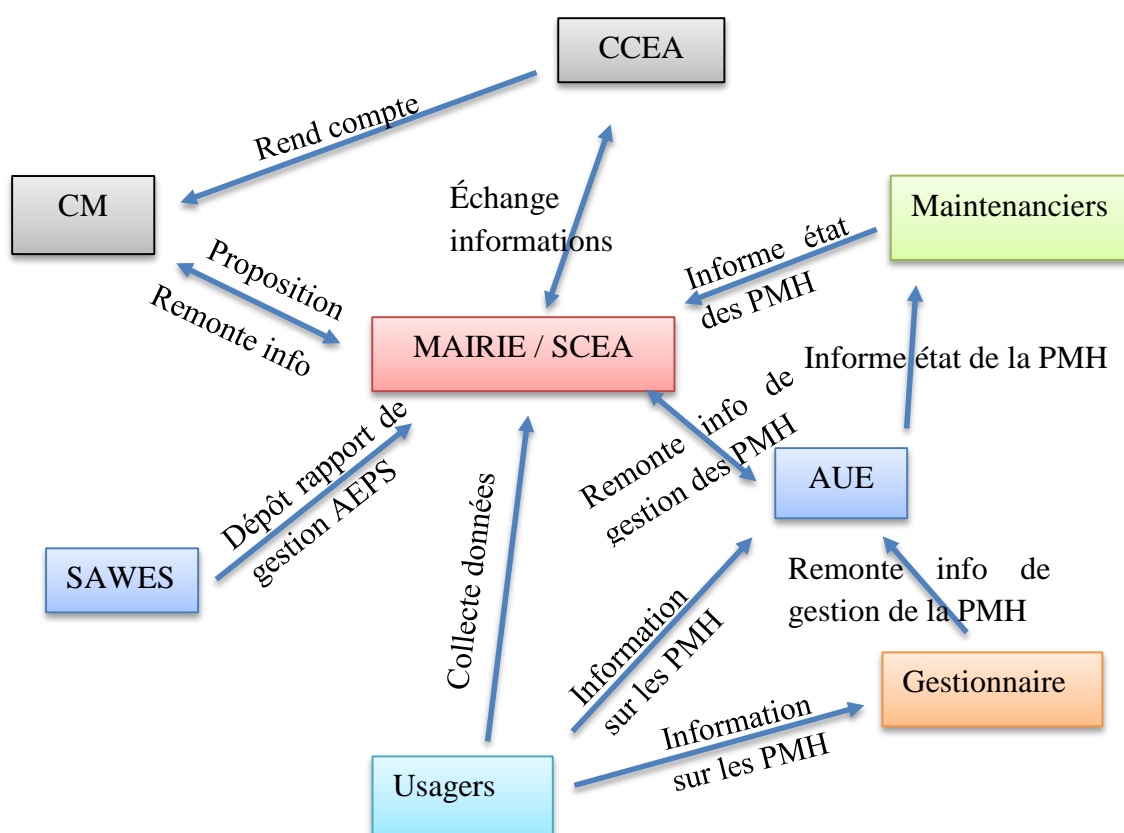 CCEA
Rend compte
CM
Maintenanciers
Échange
informations
Informe état
des PMH
Proposition
Remonte info
MAIRIE / SCEA
Informe état de la PMH
Remonte info de
gestion des PMH
Dépôt rapport de
gestion AEPS
AUE
Collecte données
SAWES
Remonte info de
gestion de la PMH
Information
sur les PMH
Gestionnaire
Information
sur les PMH
Usagers